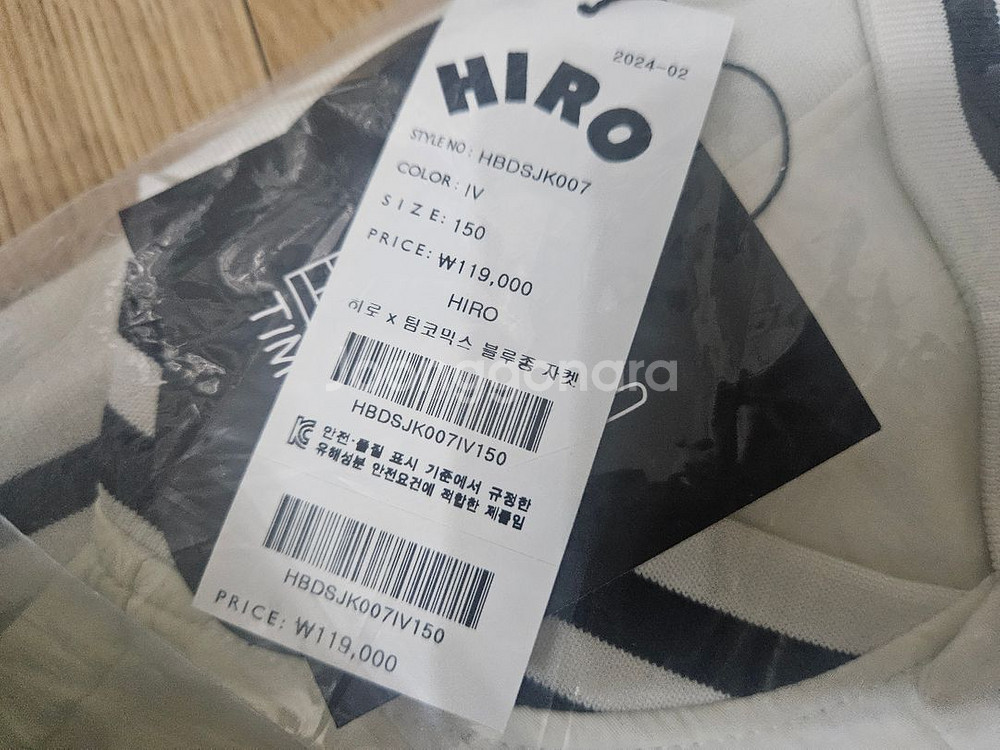 HIRO
2024-02
STYLE NO : HBDSJK007
COLOR : IV
SIZE: 150
PRICE: ₩119,000
HIRO
히로 x 팀코믹스 블루종 자켓
HBDSJK007IV150
안전·품질 표시 기준에서 규정한
유해성분 안전요건에 적합한 제품임
HBDSJK007IV150
PRICE: ₩119,000
TIM